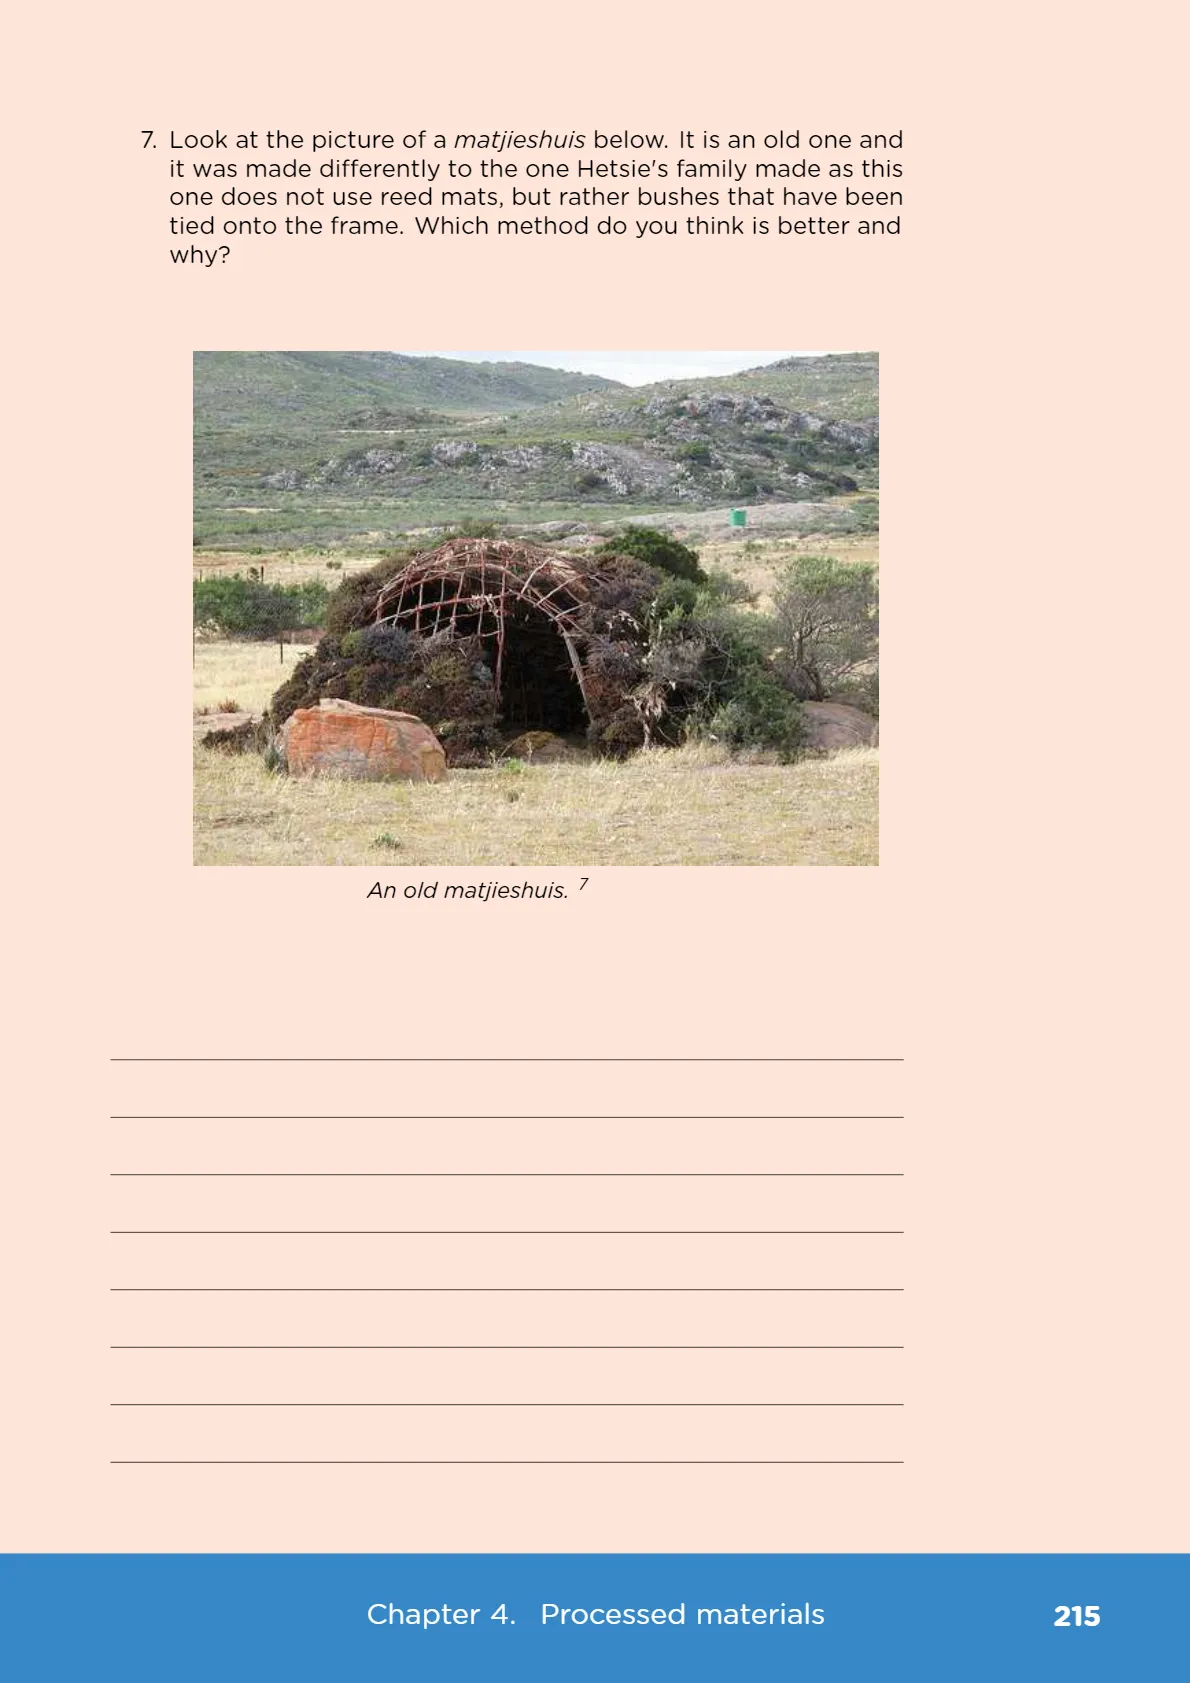 7. Look at the picture of a matjieshuis below. It is an old one and
it was made differently to the one Hetsie's family made as this
one does not use reed mats, but rather bushes that have been
tied onto the frame. Which method do you think is better and
why?
An old matjieshuis. 7
Chapter 4. Processed materials 215